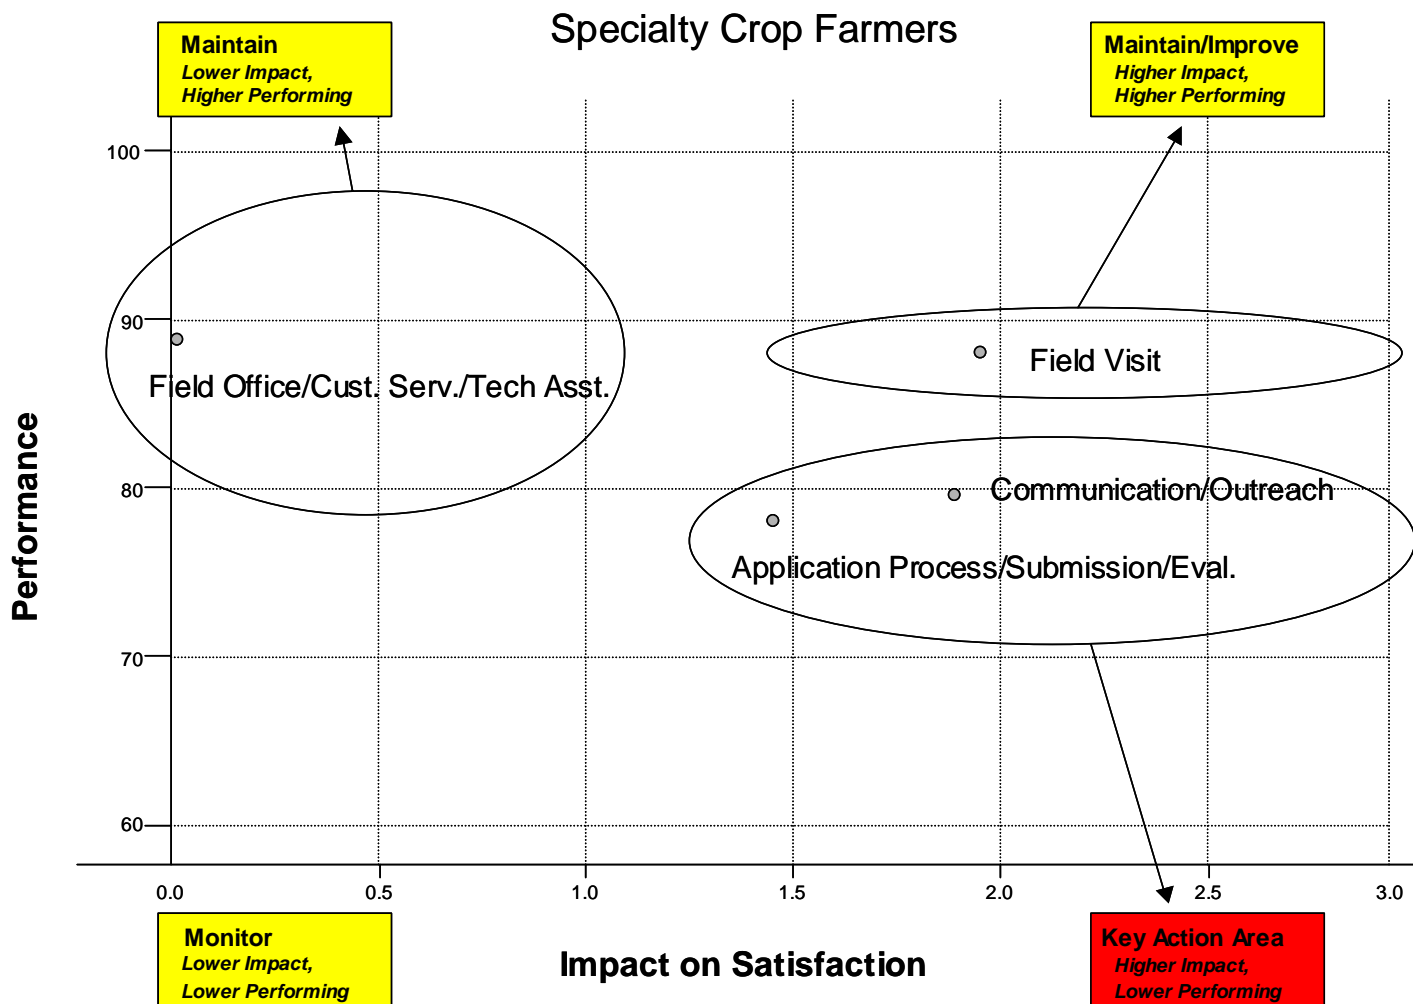 Specialty Crop Farmers
Maintain
Lower Impact,
Higher Performing
Maintain/Improve
Higher Impact,
Higher Performing
100
90
Field Visit
Field Office/Cust. Serv./Tech Asst.
Performance
80
Communication/Outreach
Application Process/Submission/Eval.
70
60
0.0 0.5 1.0 1.5 2.0 2.5 3.0
Monitor
Lower Impact,
Lower Performing
Impact on Satisfaction
Key Action Area
Higher Impact,
Lower Performing